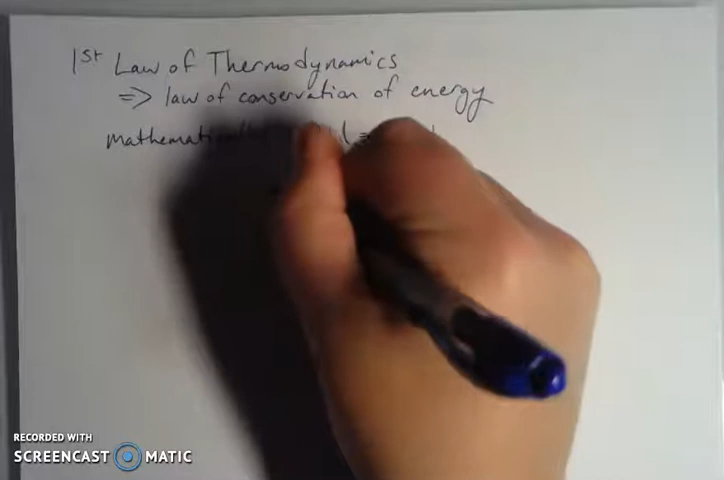 1st Law of Thermodynamics
=> law of conservation of energy
RECORDED WITH
SCREENCAST MATIC